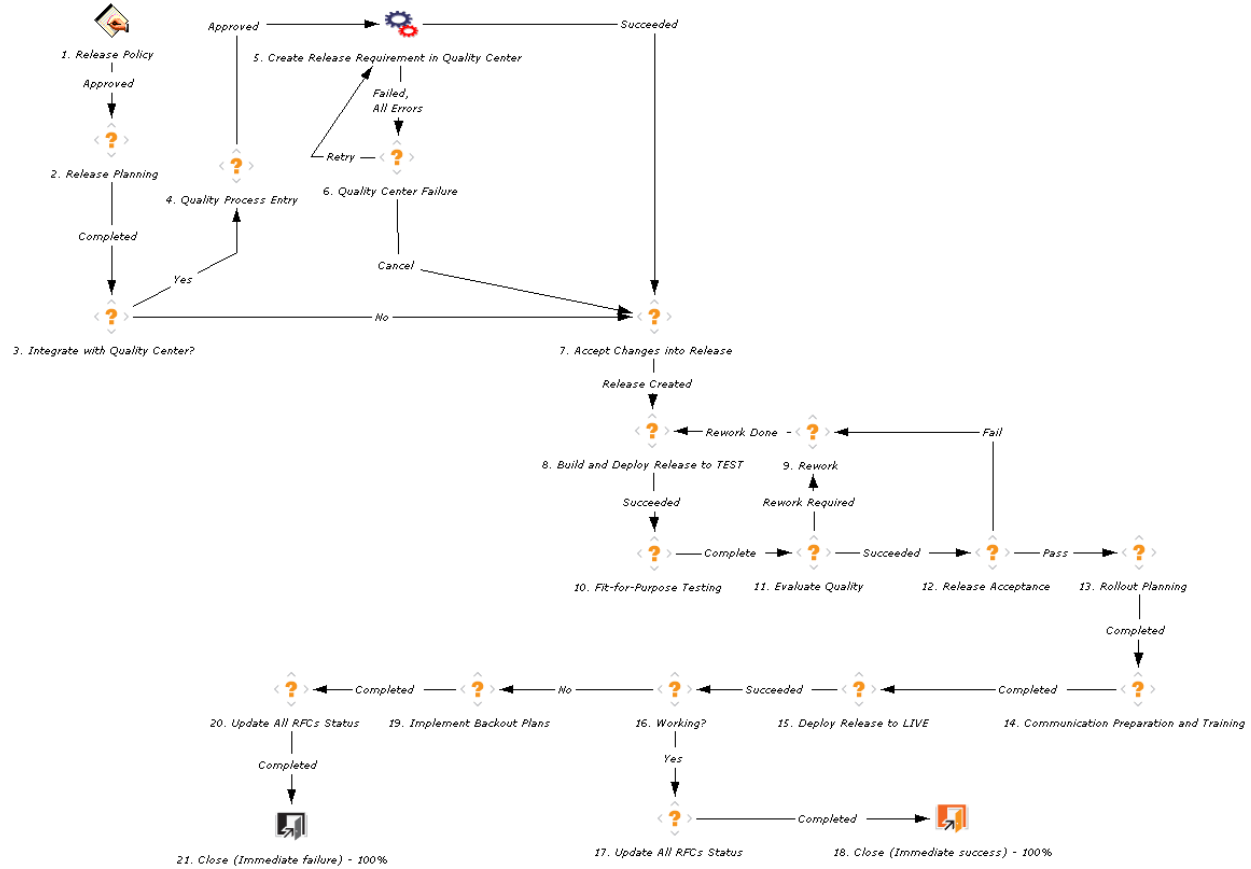 Approved
Succeeded
1. Release Policy
5. Create Release Requirement in Quality Center
Approved
Failed,
All Errors
Retry
2. Release Planning
4. Quality Process Entry
6. Quality Center Failure
Completed
Cancel
Yes
No
3. Integrate with Quality Center?
7. Accept Changes into Release
Release Created
Rework Done
Fail
8. Build and Deploy Release to TEST
9. Rework
Succeeded
Rework Required
Complete
Succeeded
Pass
10. Fit-for-Purpose Testing
11. Evaluate Quality
12. Release Acceptance
13. Rollout Planning
Completed
Completed
No
Succeeded
Completed
20. Update All RFCs Status
19. Implement Backout Plans
16. Working?
15. Deploy Release to LIVE
14. Communication Preparation and Training
Completed
Yes
Completed
21. Close (Immediate failure) - 100%
17. Update All RFCs Status
18. Close (Immediate success) - 100%